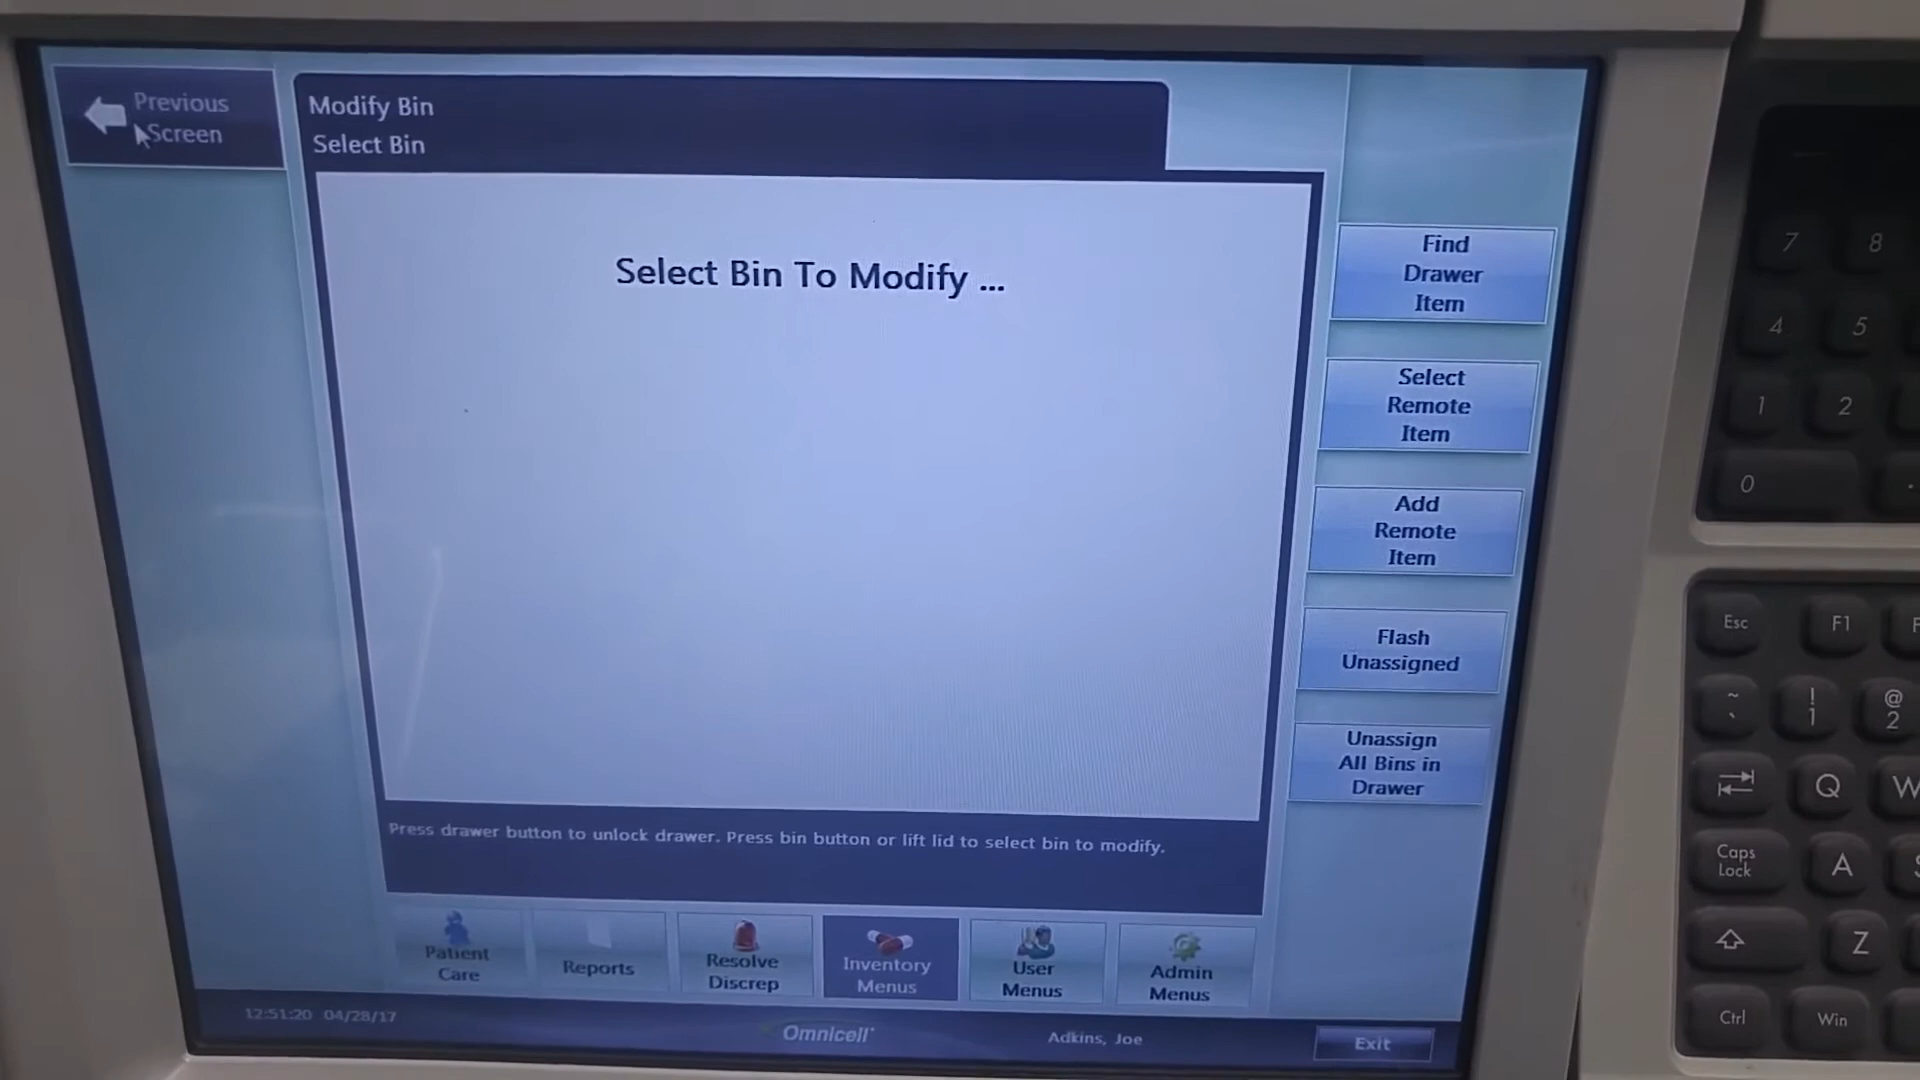 Previous
Screen
Modify Bin
Select Bin
Select Bin To Modify ...
Find
Drawer
Item
Select
Remote
Item
Add
Remote
Item
Flash
Unassigned
Unassign
All Bins in
Drawer
Press drawer button to unlock drawer. Press bin button or lift lid to select bin to modify.
Patient
Care
Reports
Resolve
Discrep
Inventory
Menus
User
Menus
Admin
Menus
12:51:20 04/28/17
Omnicell
Adkins, Joe
Exit
7 8
4 5
1 2
0 .
Esc F1
~ ! @
` 1 2
Q W
Caps
Lock
A
Z
Ctrl Win